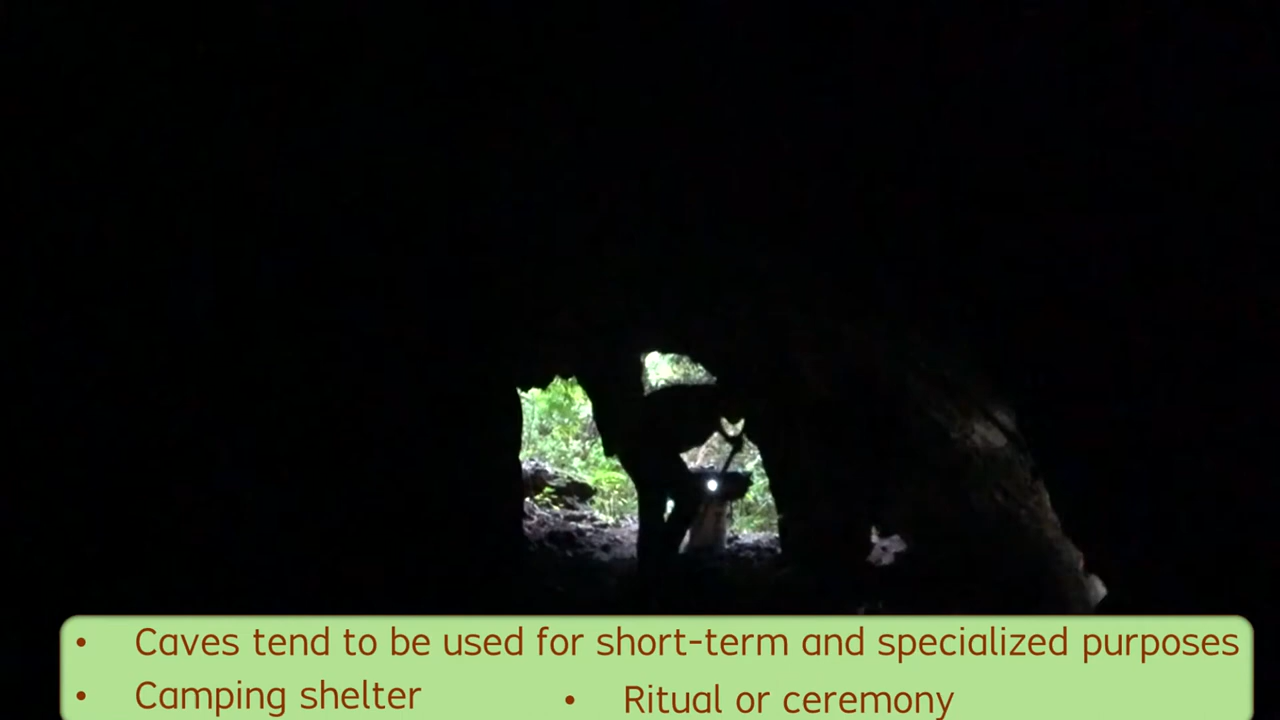 • Caves tend to be used for short-term and specialized purposes
• Camping shelter • Ritual or ceremony